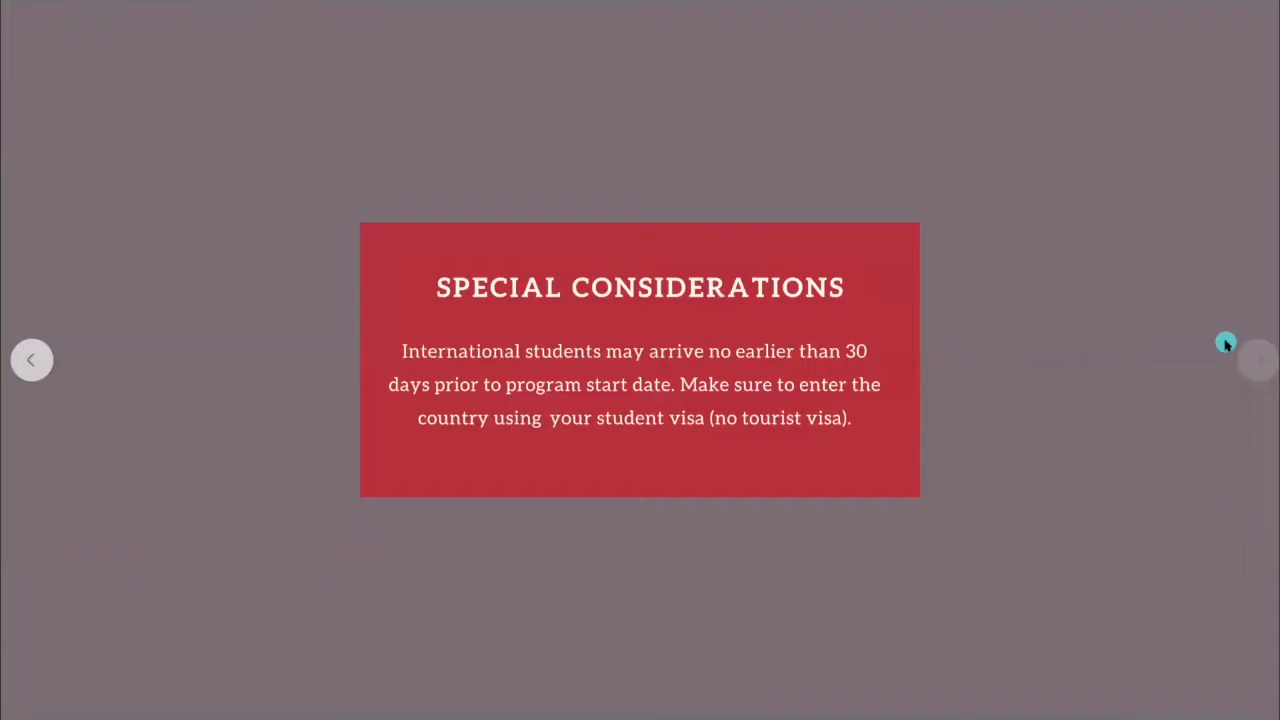 SPECIAL CONSIDERATIONS
International students may arrive no earlier than 30
days prior to program start date. Make sure to enter the
country using  your student visa (no tourist visa).